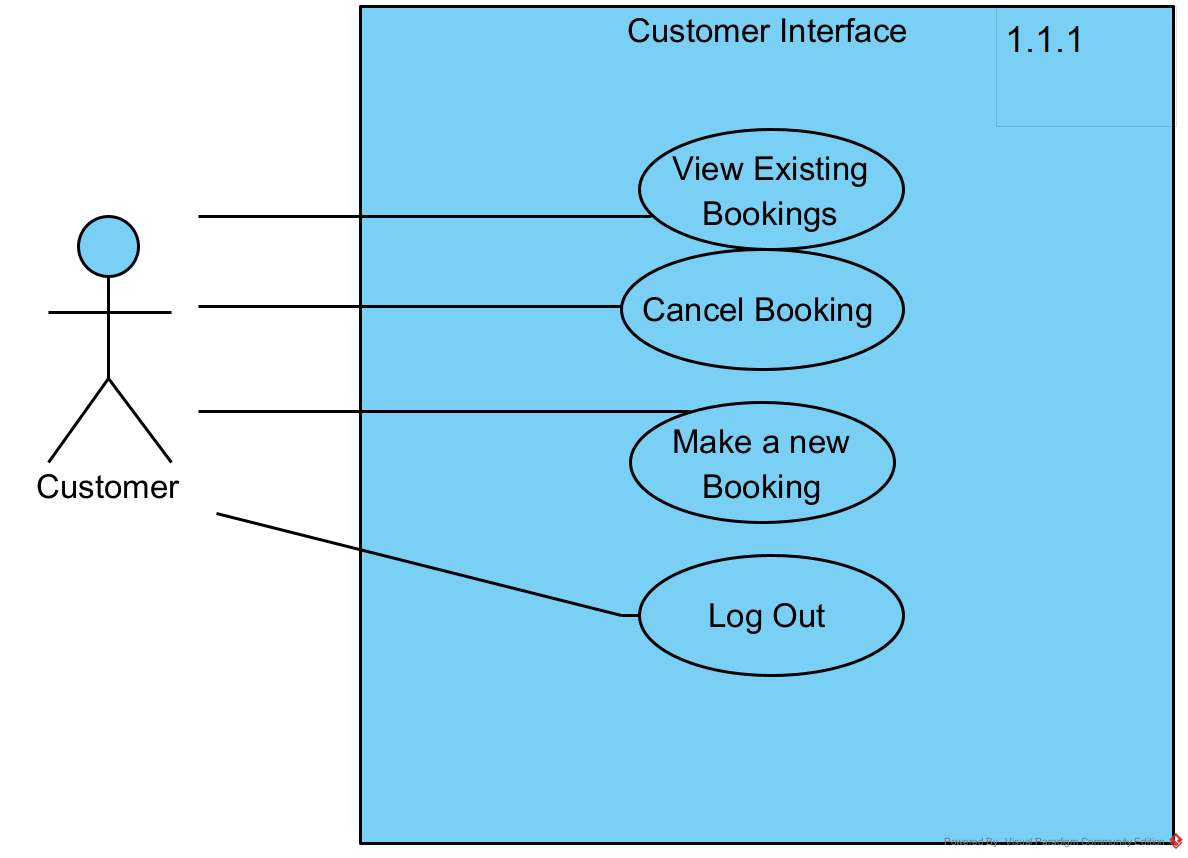 Customer Interface
1.1.1
View Existing
Bookings
Cancel Booking
Make a new
Booking
Customer
Log Out
Powered By Visual Paradigm Community Edition